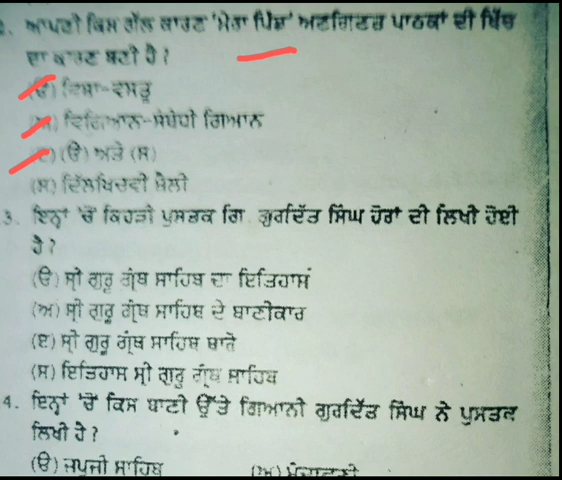 2. ਆਪਣੀ ਕਿਸ ਗੱਲ ਕਾਰਣ 'ਮੇਰਾ ਪਿੰਡ' ਅਣਗਿਣਤ ਪਾਠਕਾਂ ਦੀ ਖਿੱਚ
ਦਾ ਕਾਰਣ ਬਣੀ ਹੈ?
(ੳ) ਵਿਸ਼ਾ-ਵਸਤੂ
(ਅ) ਵਿਗਿਆਨ-ਸੰਬੰਧੀ ਗਿਆਨ
(ੲ) (ੳ) ਅਤੇ (ਸ)
(ਸ) ਦਿੱਲਖਿਚਵੀ ਸ਼ੈਲੀ
3. ਇਨ੍ਹਾਂ 'ਚੋਂ ਕਿਹੜੀ ਪੁਸਤਕ ਗਿ. ਗੁਰਦਿੱਤ ਸਿੰਘ ਹੋਰਾਂ ਦੀ ਲਿਖੀ ਹੋਈ
ਹੈ?
(ੳ) ਸ੍ਰੀ ਗੁਰੂ ਗ੍ਰੰਥ ਸਾਹਿਬ ਦਾ ਇਤਿਹਾਸ
(ਅ) ਸ੍ਰੀ ਗੁਰੂ ਗ੍ਰੰਥ ਸਾਹਿਬ ਦੇ ਬਾਣੀਕਾਰ
(ੲ) ਸ੍ਰੀ ਗੁਰੂ ਗ੍ਰੰਥ ਸਾਹਿਬ ਬਾਰੇ
(ਸ) ਇਤਿਹਾਸ ਸ੍ਰੀ ਗੁਰੂ ਗ੍ਰੰਥ ਸਾਹਿਬ
4. ਇਨ੍ਹਾਂ 'ਚੋਂ ਕਿਸ ਬਾਣੀ ਉੱਤੇ ਗਿਆਨੀ ਗੁਰਦਿੱਤ ਸਿੰਘ ਨੇ ਪੁਸਤਕ
ਲਿਖੀ ਹੈ?
(ੳ) ਜਪੁਜੀ ਸਾਹਿਬ (ਅ)